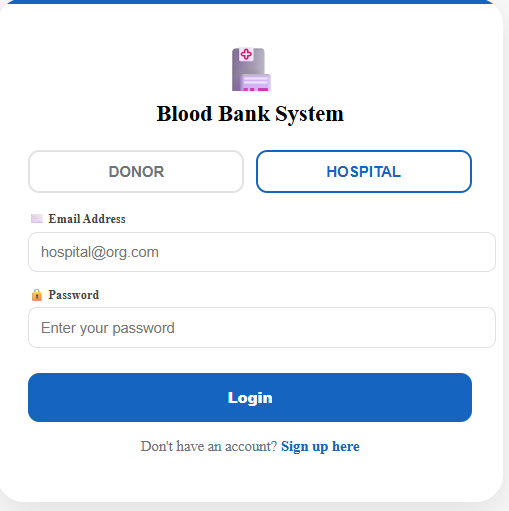 Blood Bank System
DONOR HOSPITAL
Email Address
hospital@org.com
Password
Enter your password
Login
Don't have an account? Sign up here